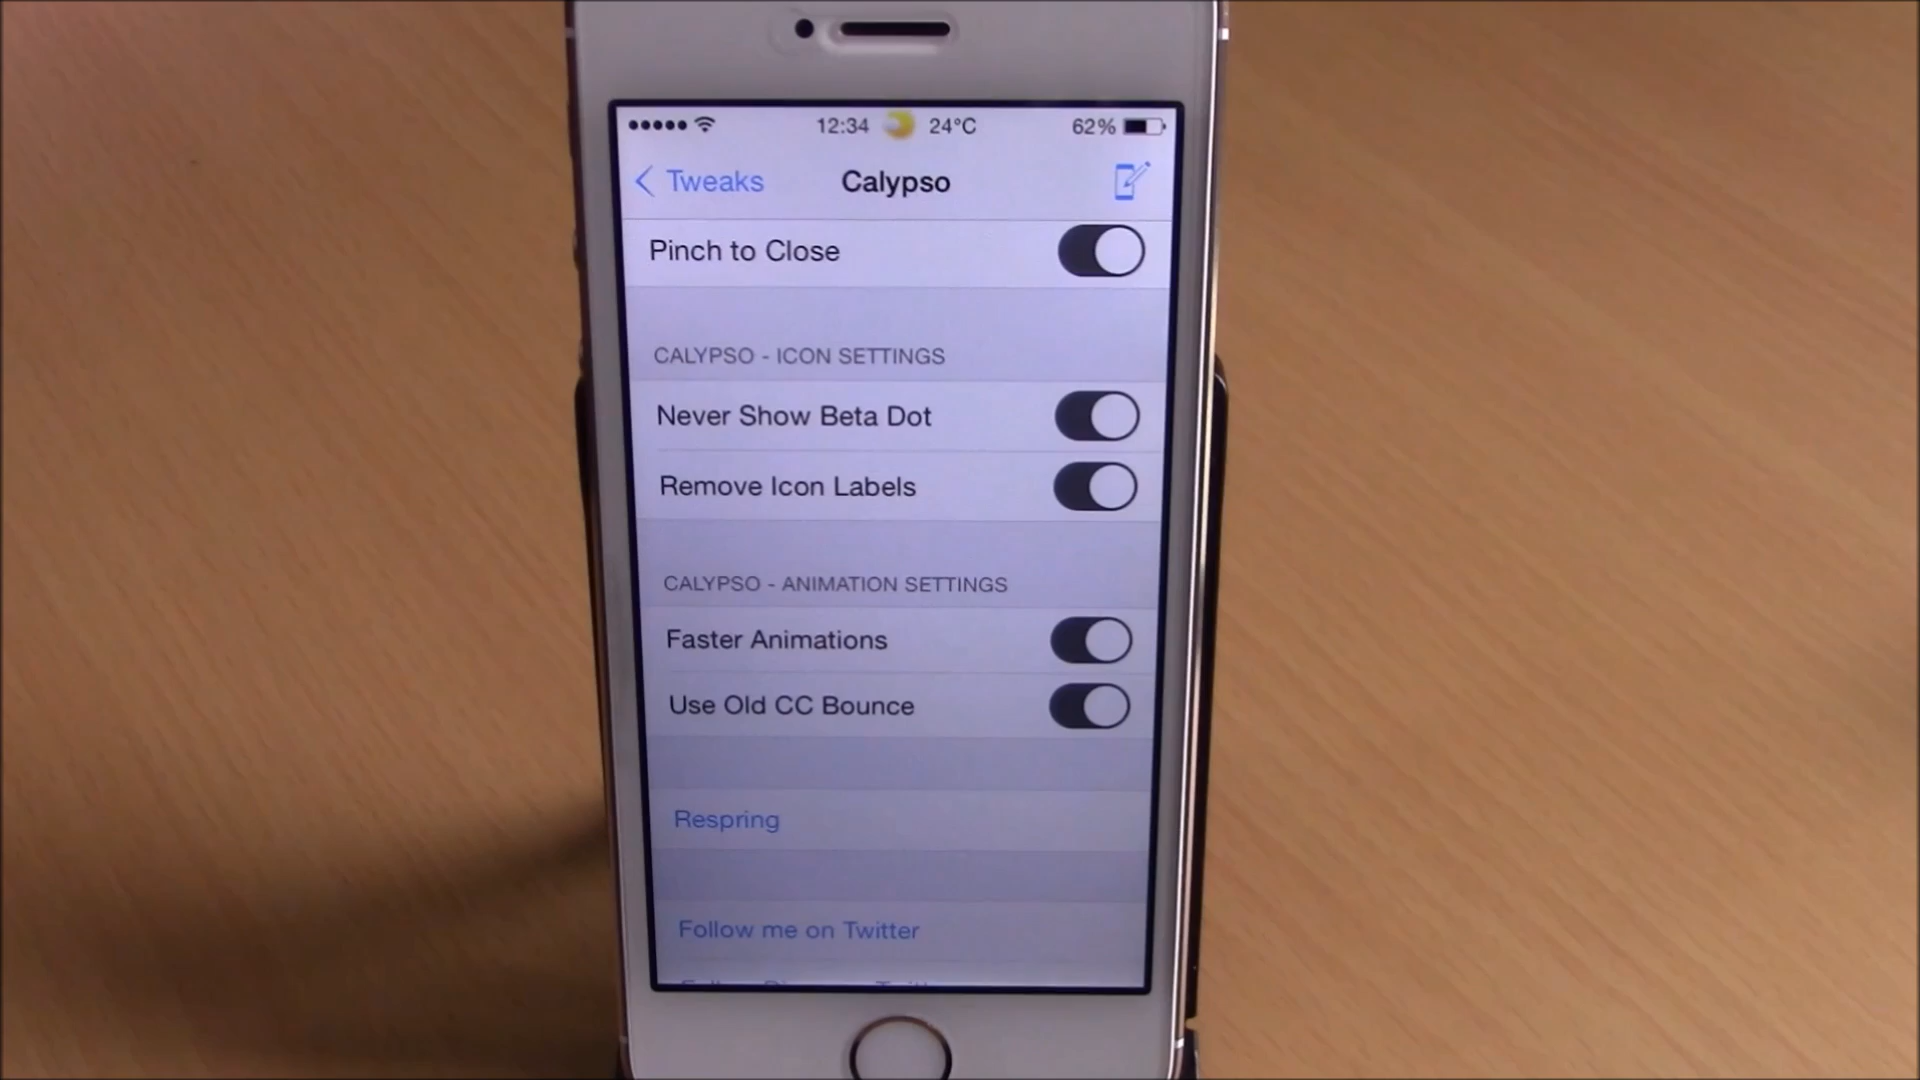 12:34 24°C 62%
Tweaks Calypso
Pinch to Close
CALYPSO - ICON SETTINGS
Never Show Beta Dot
Remove Icon Labels
CALYPSO - ANIMATION SETTINGS
Faster Animations
Use Old CC Bounce
Respring
Follow me on Twitter